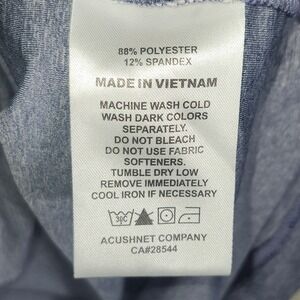 88% POLYESTER
12% SPANDEX
MADE IN VIETNAM
MACHINE WASH COLD
WASH DARK COLORS
SEPARATELY.
DO NOT BLEACH
DO NOT USE FABRIC
SOFTENERS.
TUMBLE DRY LOW
REMOVE IMMEDIATELY
COOL IRON IF NECESSARY
30C
ACUSHNET COMPANY
CA#28544